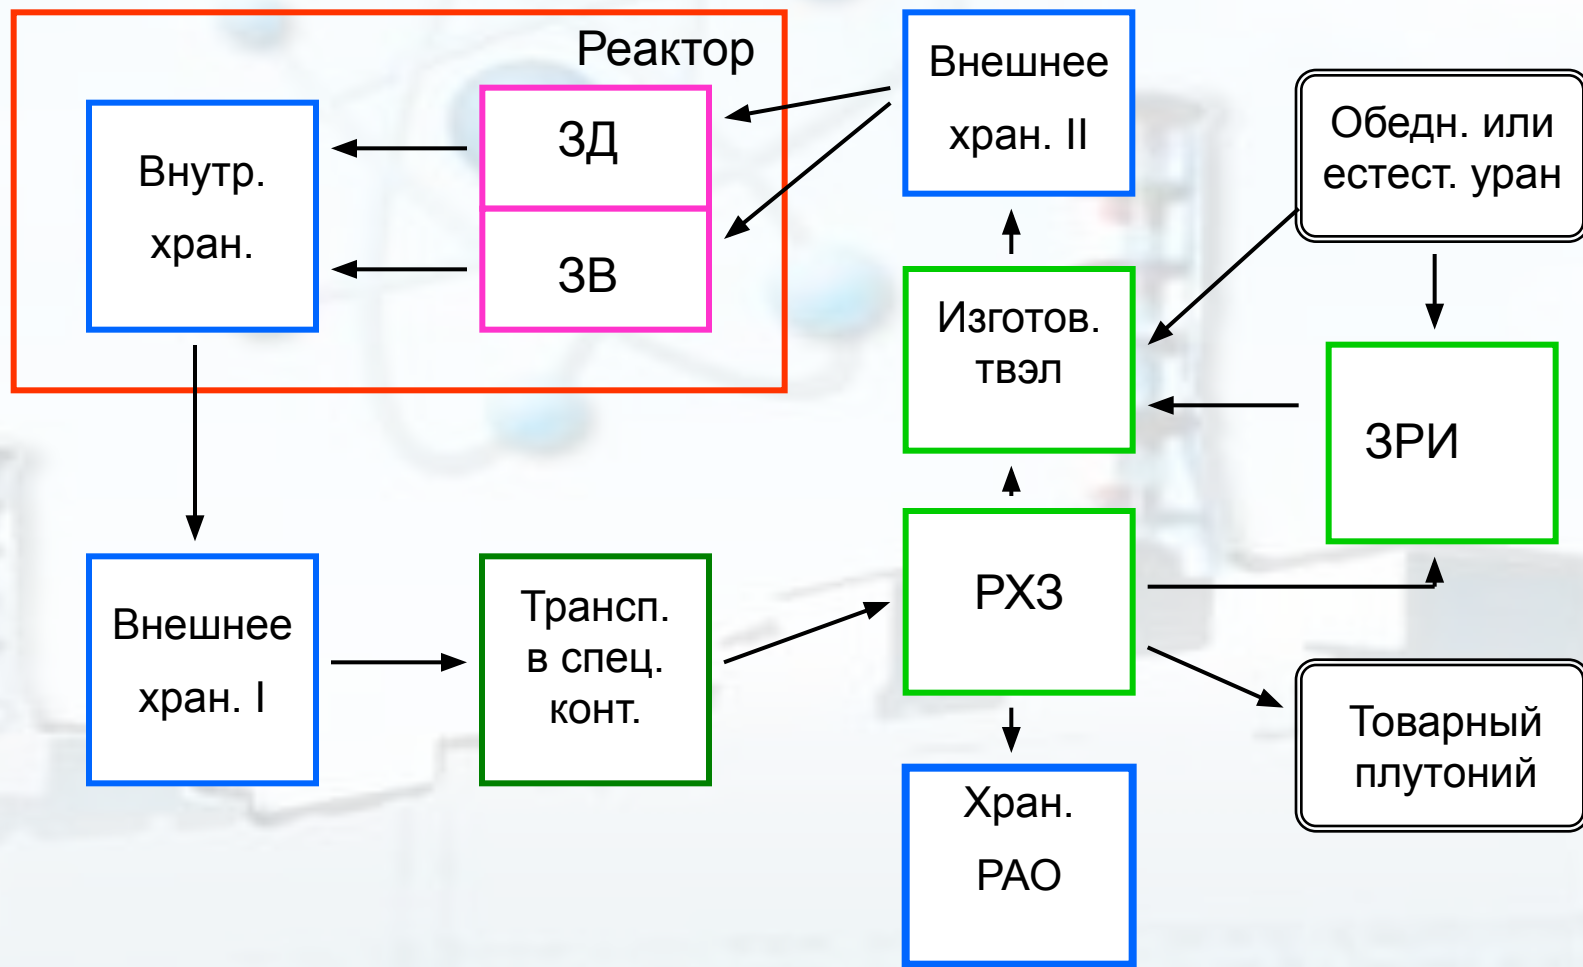 Реактор
ЗД
ЗВ
Внутр.
хран.
Внешнее
хран. II
Обедн. или
естест. уран
Изготов.
твэл
ЗРИ
РХЗ
Внешнее
хран. I
Трансп.
в спец.
конт.
Товарный
плутоний
Хран.
РАО